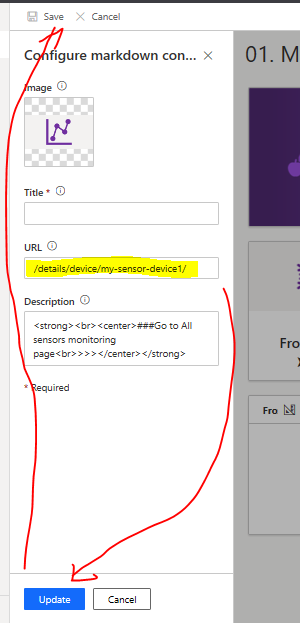 Save
Cancel
01. M
Configure markdown con...
Image
Title *
URL
/details/device/my-sensor-device1/
Description
<strong><br><center>###Go to All
sensors monitoring
page<br>>>></center></strong>
* Required
Fro
Fro
Update
Cancel